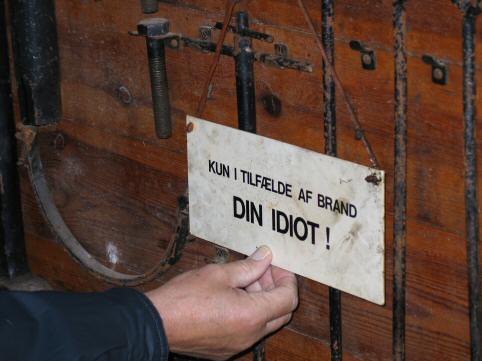 KUN I TILFÆLDE AF BRAND
DIN IDIOT !